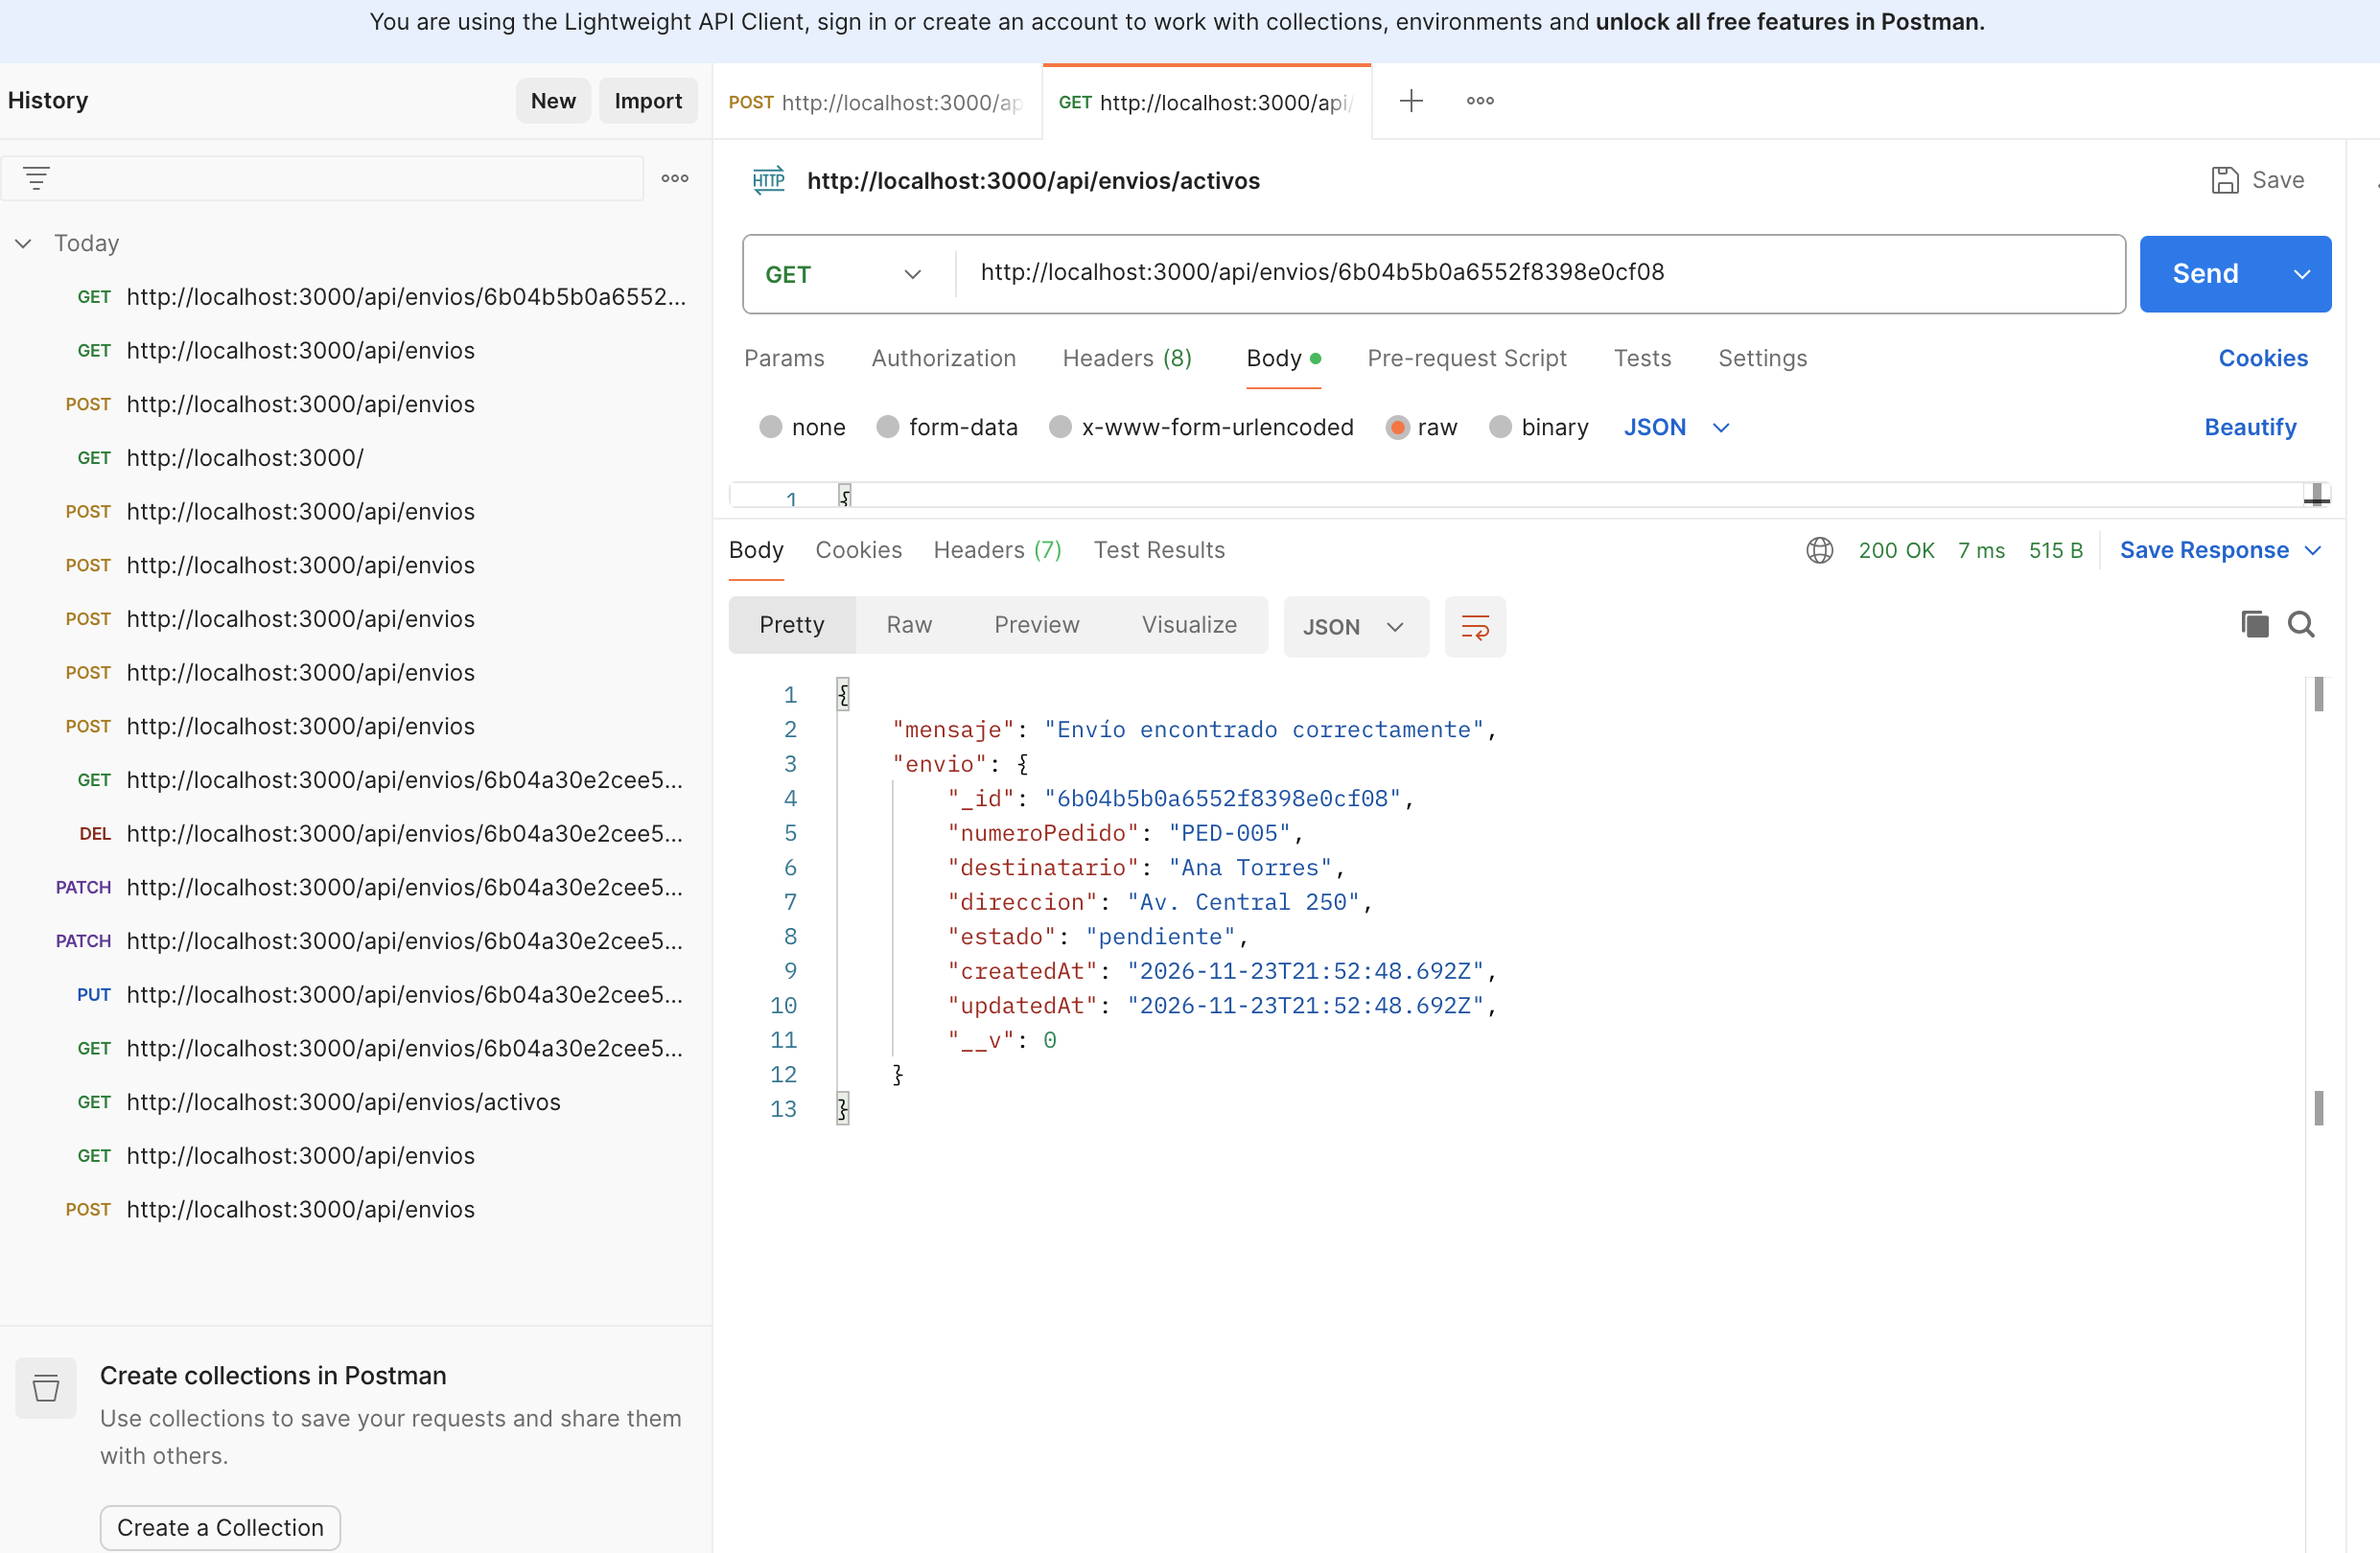 You are using the Lightweight API Client, sign in or create an account to work with collections, environments and unlock all free features in Postman.
History
New
Import
Today
GET http://localhost:3000/api/envios/6b04b5b0a6552...
GET http://localhost:3000/api/envios
POST http://localhost:3000/api/envios
GET http://localhost:3000/
POST http://localhost:3000/api/envios
POST http://localhost:3000/api/envios
POST http://localhost:3000/api/envios
POST http://localhost:3000/api/envios
POST http://localhost:3000/api/envios
GET http://localhost:3000/api/envios/6b04a30e2cee5...
DEL http://localhost:3000/api/envios/6b04a30e2cee5...
PATCH http://localhost:3000/api/envios/6b04a30e2cee5...
PATCH http://localhost:3000/api/envios/6b04a30e2cee5...
PUT http://localhost:3000/api/envios/6b04a30e2cee5...
GET http://localhost:3000/api/envios/6b04a30e2cee5...
GET http://localhost:3000/api/envios/activos
GET http://localhost:3000/api/envios
POST http://localhost:3000/api/envios
Create collections in Postman
Use collections to save your requests and share them
with others.
Create a Collection
POST http://localhost:3000/ap
GET http://localhost:3000/api/
HTTP http://localhost:3000/api/envios/activos
Save
GET http://localhost:3000/api/envios/6b04b5b0a6552f8398e0cf08
Send
Params Authorization Headers (8) Body Pre-request Script Tests Settings Cookies
none form-data x-www-form-urlencoded raw binary JSON Beautify
1 {
Body Cookies Headers (7) Test Results 200 OK 7 ms 515 B Save Response
Pretty Raw Preview Visualize JSON
1 {
2 "mensaje": "Envío encontrado correctamente",
3 "envio": {
4 "_id": "6b04b5b0a6552f8398e0cf08",
5 "numeroPedido": "PED-005",
6 "destinatario": "Ana Torres",
7 "direccion": "Av. Central 250",
8 "estado": "pendiente",
9 "createdAt": "2026-11-23T21:52:48.692Z",
10 "updatedAt": "2026-11-23T21:52:48.692Z",
11 "__v": 0
12 }
13 }